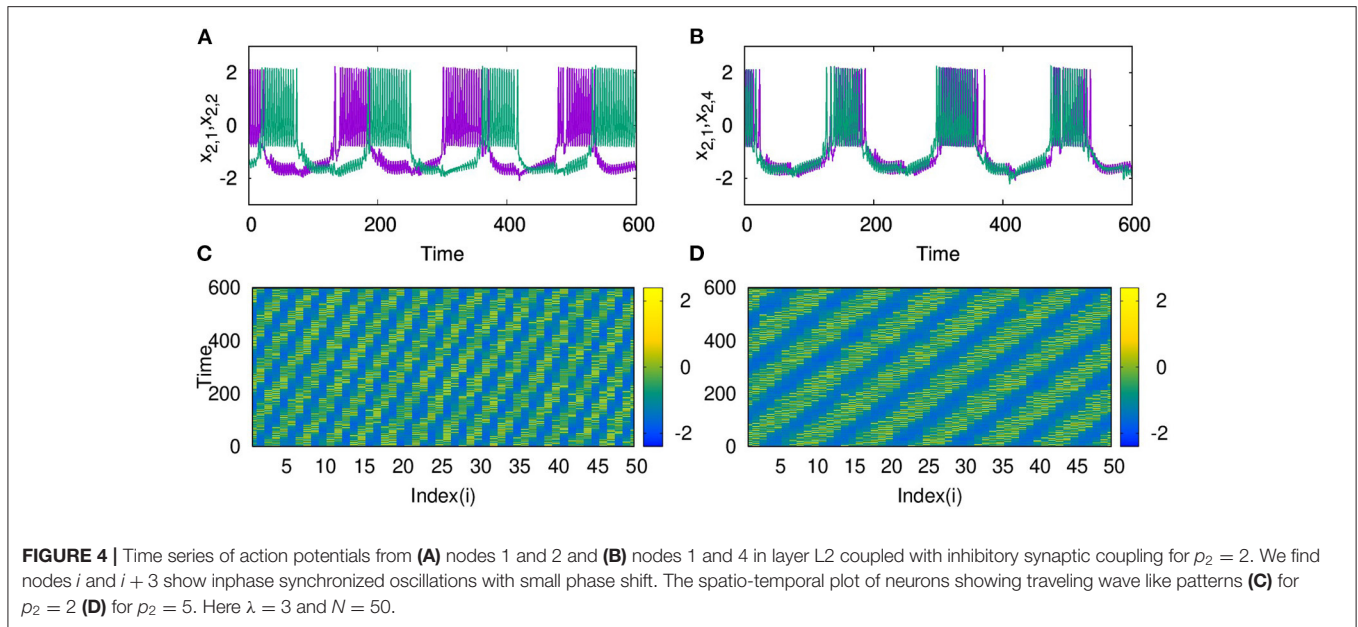 A
B
2
0
-2
x2,1,x2,2
0
200
400
600
Time
2
0
-2
x2,1,x2,4
0
200
400
600
Time
C
D
600
400
200
0
Time
5 10 15 20 25 30 35 40 45 50
Index(i)
2
0
-2
600
400
200
0
5 10 15 20 25 30 35 40 45 50
Index(i)
2
0
-2
FIGURE 4 | Time series of action potentials from (A) nodes 1 and 2 and (B) nodes 1 and 4 in layer L2 coupled with inhibitory synaptic coupling for p2 = 2. We find
nodes i and i + 3 show inphase synchronized oscillations with small phase shift. The spatio-temporal plot of neurons showing traveling wave like patterns (C) for
p2 = 2 (D) for p2 = 5. Here λ = 3 and N = 50.